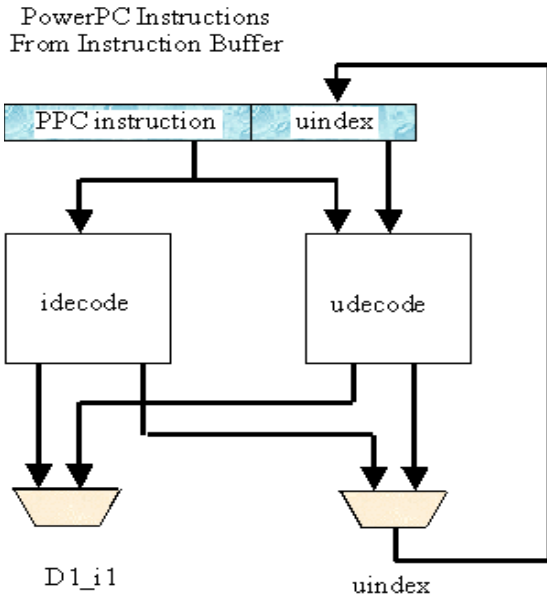 PowerPC Instructions
From Instruction Buffer
PPC instruction uindex
idecode
udecode
D1_i1
uindex